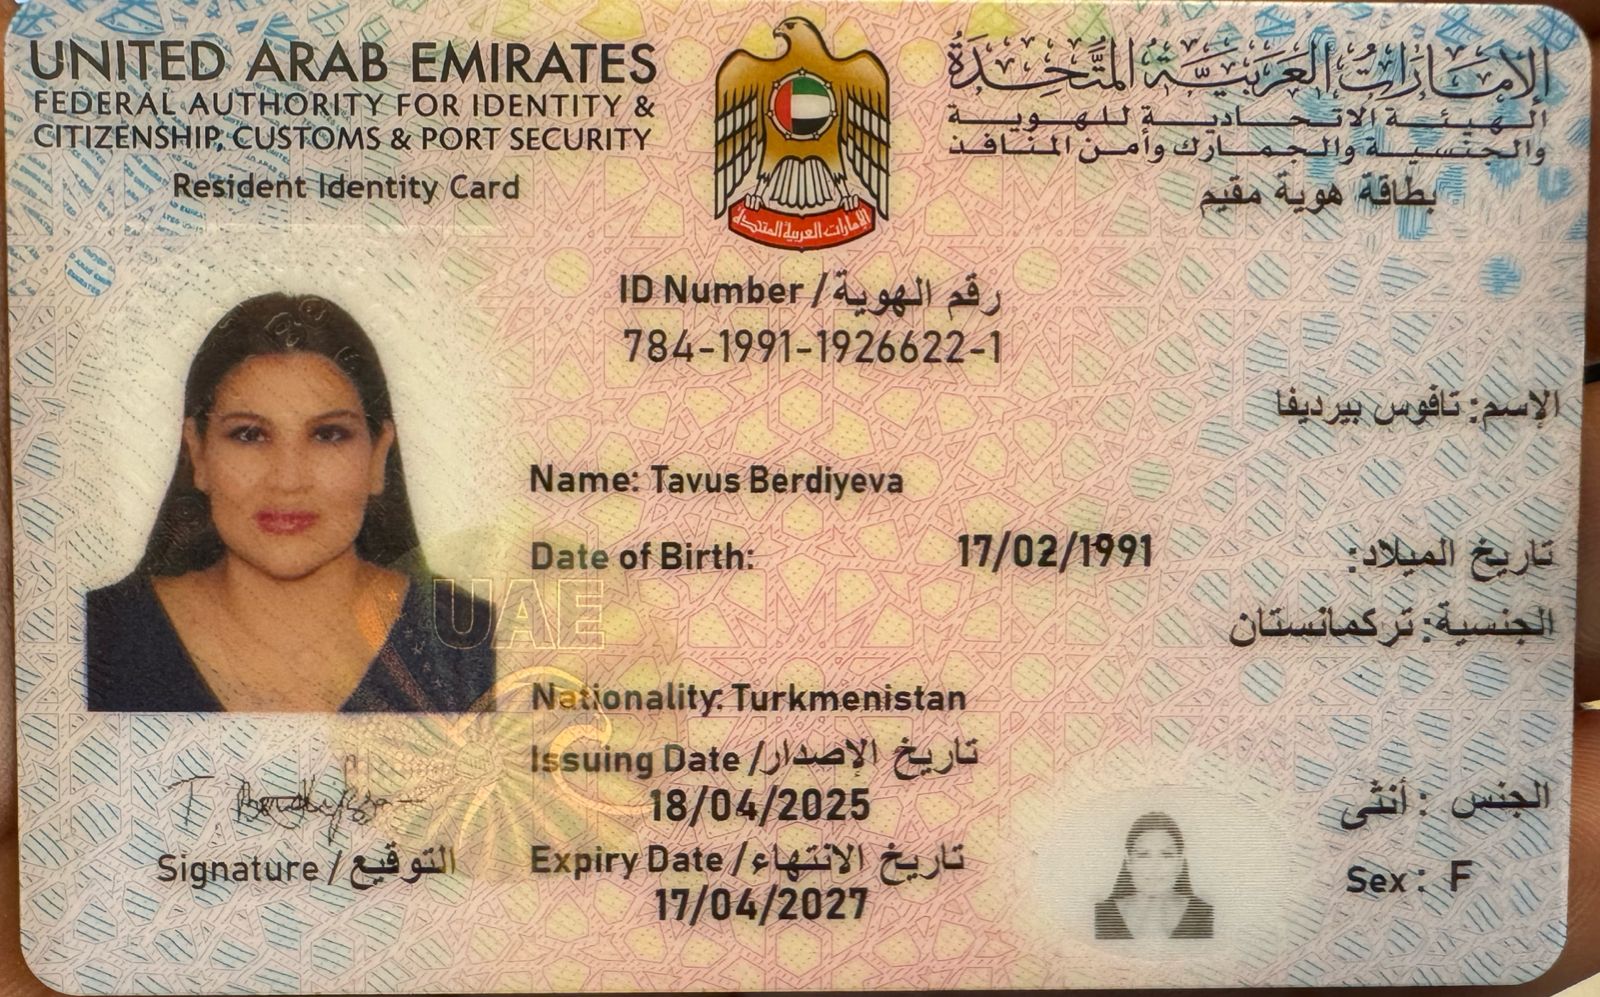 UNITED ARAB EMIRATES
FEDERAL AUTHORITY FOR IDENTITY &
CITIZENSHIP, CUSTOMS & PORT SECURITY
Resident Identity Card
الإمارات العربية المتحدة
الهيئة الاتحادية للهوية
والجنسية والجمارك وأمن المنافذ
بطاقة هوية مقيم
الإمارات العربية المتحدة
ID Number / رقم الهوية
784-1991-1926622-1
الإسم: تافوس بيرديفا
Name: Tavus Berdiyeva
Date of Birth: 17/02/1991 تاريخ الميلاد:
الجنسية: تركمانستان
UAE
Nationality: Turkmenistan
Issuing Date / تاريخ الإصدار
18/04/2025
الجنس : أنثى
Expiry Date / تاريخ الانتهاء
17/04/2027
Sex : F
Signature / التوقيع